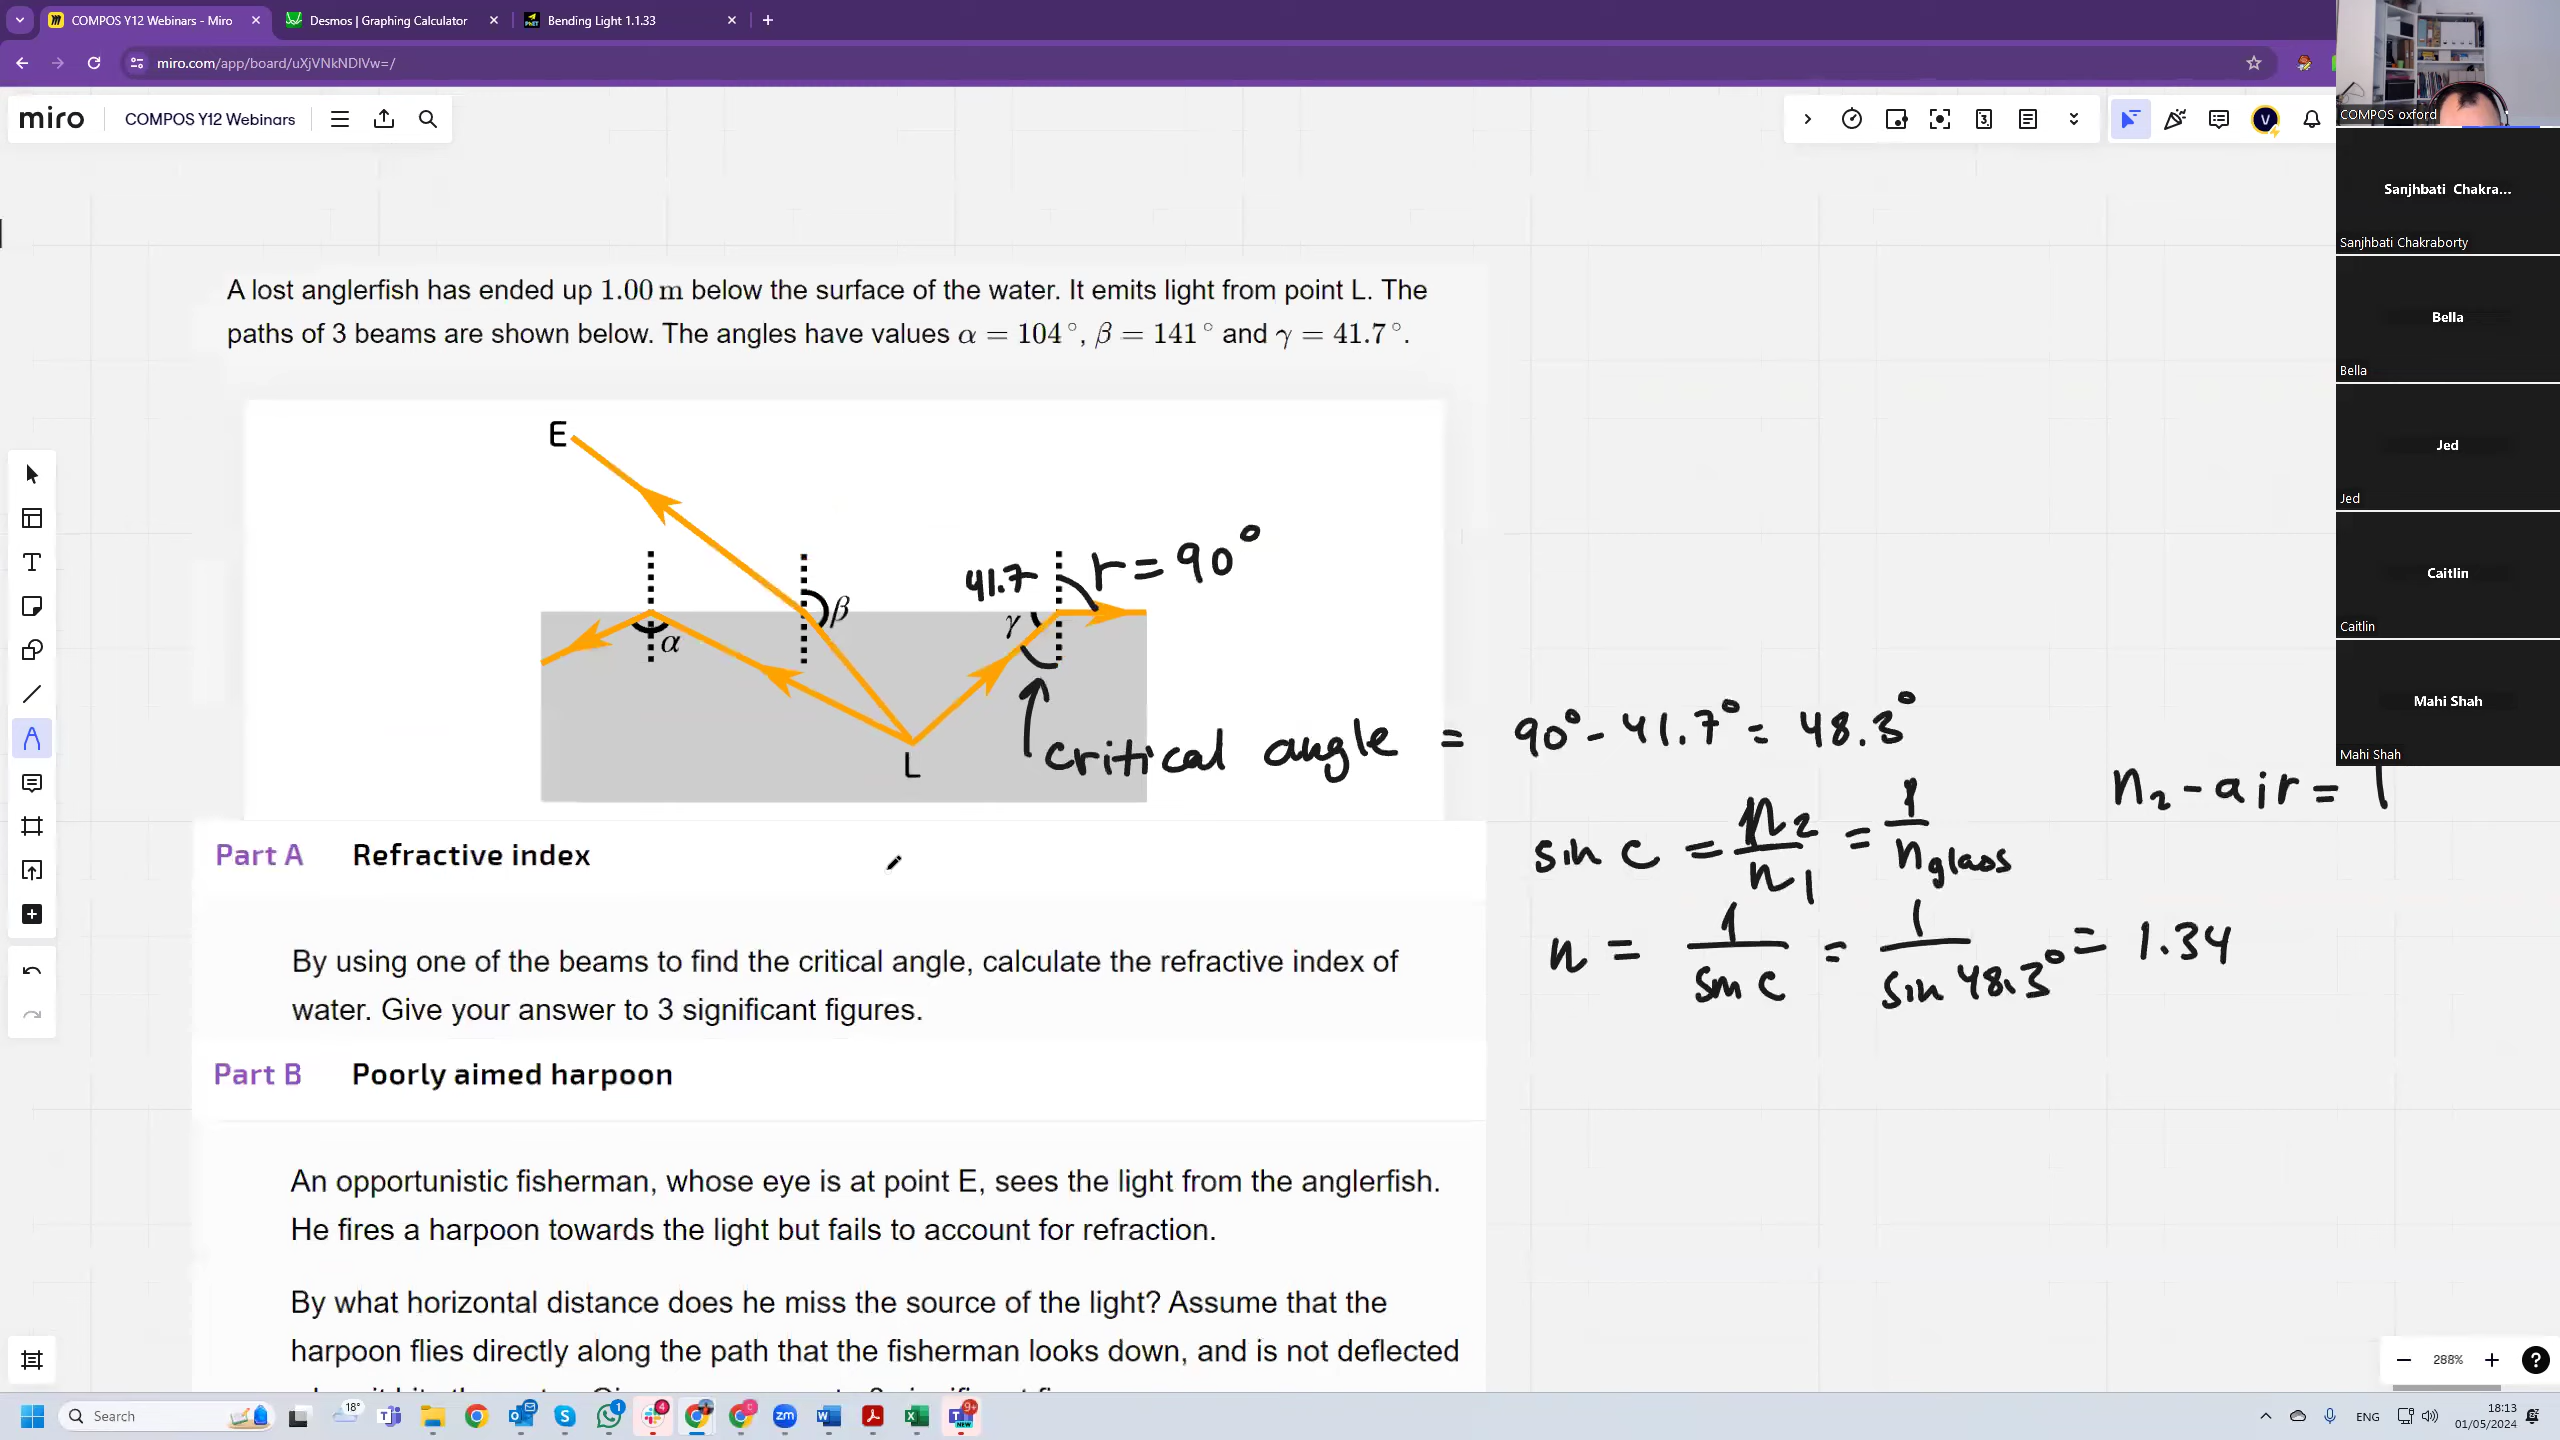 COMPOS Y12 Webinars - Miro
Desmos | Graphing Calculator
Bending Light 1.1.33
miro.com/app/board/uXjVNkNDIVw=/
miro
COMPOS Y12 Webinars
V
COMPOS oxford
Sanjhbati Chakra...
Sanjhbati Chakraborty
Bella
Bella
Jed
Jed
Caitlin
Caitlin
Mahi Shah
Mahi Shah
A lost anglerfish has ended up 1.00 m below the surface of the water. It emits light from point L. The
paths of 3 beams are shown below. The angles have values α = 104°, β = 141° and γ = 41.7°.
E
41.7
r = 90°
α
β
γ
L
critical angle = 90° - 41.7° = 48.3°
n₂ - air = 1
sin c = n₂/n₁ = 1/n glass
n = 1/sin c = 1/sin 48.3° = 1.34
Part A Refractive index
By using one of the beams to find the critical angle, calculate the refractive index of
water. Give your answer to 3 significant figures.
Part B Poorly aimed harpoon
An opportunistic fisherman, whose eye is at point E, sees the light from the anglerfish.
He fires a harpoon towards the light but fails to account for refraction.
By what horizontal distance does he miss the source of the light? Assume that the
harpoon flies directly along the path that the fisherman looks down, and is not deflected
288%
Search
18°
ENG
18:13
01/05/2024